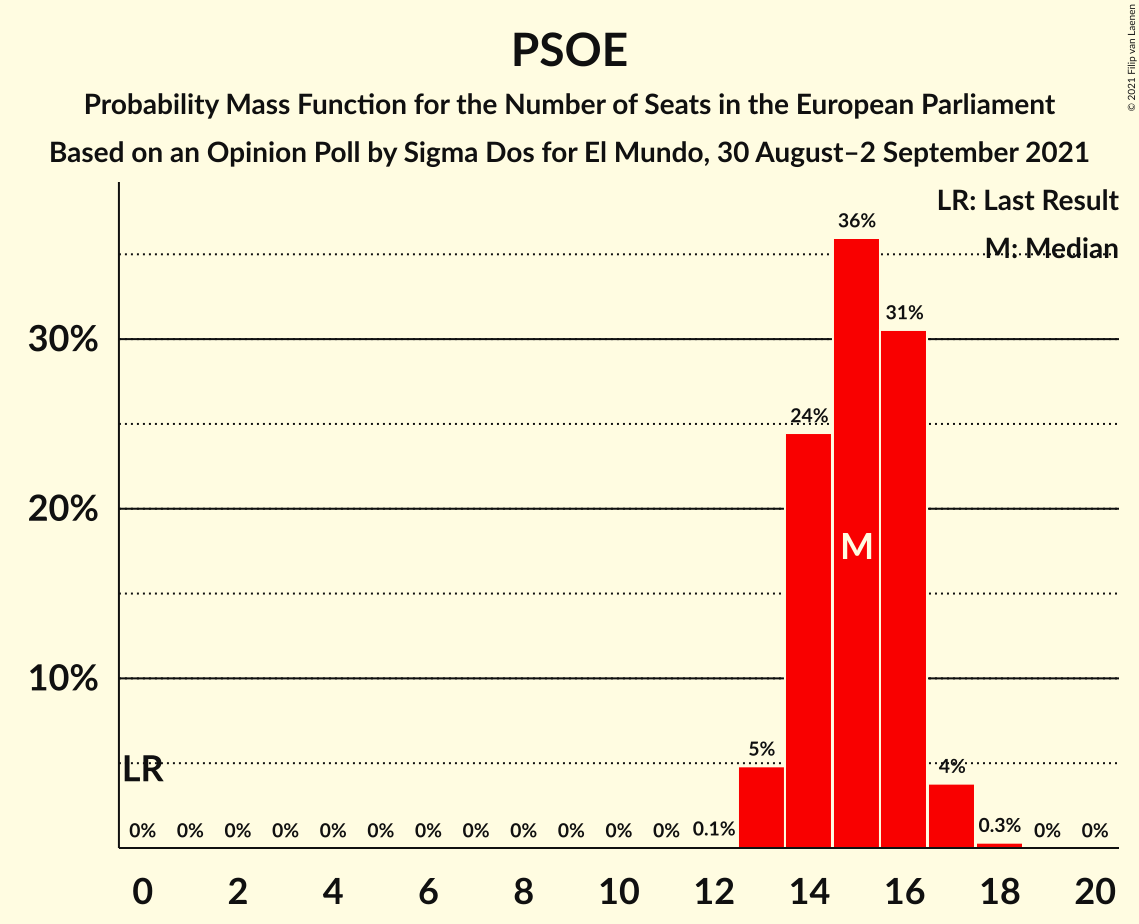 PSOE
Probability Mass Function for the Number of Seats in the European Parliament
Based on an Opinion Poll by Sigma Dos for El Mundo, 30 August–2 September 2021
© 2021 Filip van Laenen
LR: Last Result
M: Median
30%
20%
10%
LR
M
0% 0% 0% 0% 0% 0% 0% 0% 0% 0% 0% 0% 0.1% 5% 24% 36% 31% 4% 0.3% 0% 0%
0 2 4 6 8 10 12 14 16 18 20